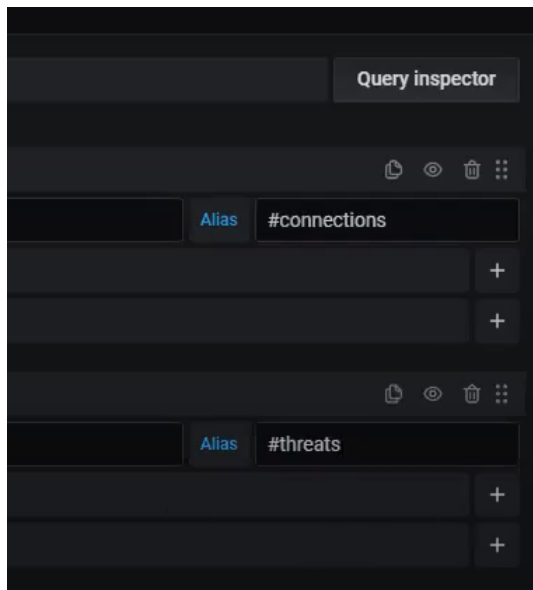 Query inspector
Alias #connections
+
+
Alias #threats
+
+